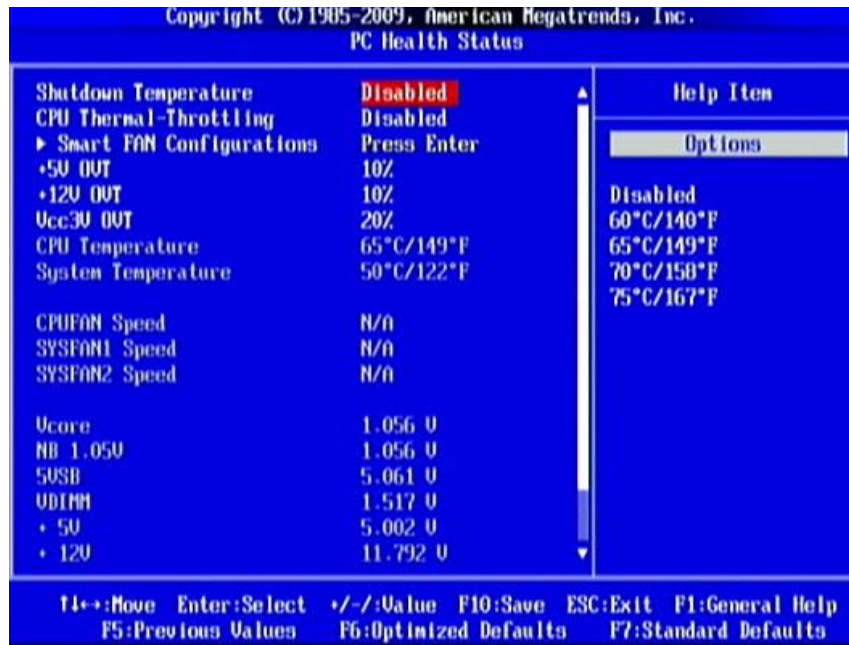 Copyright (C)1985-2009, American Megatrends, Inc.
PC Health Status
Shutdown Temperature Disabled
CPU Thermal-Throttling Disabled
▶ Smart FAN Configurations Press Enter
+5V OVT 10%
+12V OVT 10%
Vcc3V OVT 20%
CPU Temperature 65°C/149°F
System Temperature 50°C/122°F
CPUFAN Speed N/A
SYSFAN1 Speed N/A
SYSFAN2 Speed N/A
Vcore 1.056 V
NB 1.05V 1.056 V
5VSB 5.061 V
VDIMM 1.517 V
+ 5V 5.002 V
+ 12V 11.792 V
Help Item
Options
Disabled
60°C/140°F
65°C/149°F
70°C/158°F
75°C/167°F
↑↓←→:Move Enter:Select +/-/:Value F10:Save ESC:Exit F1:General Help
F5:Previous Values F6:Optimized Defaults F7:Standard Defaults